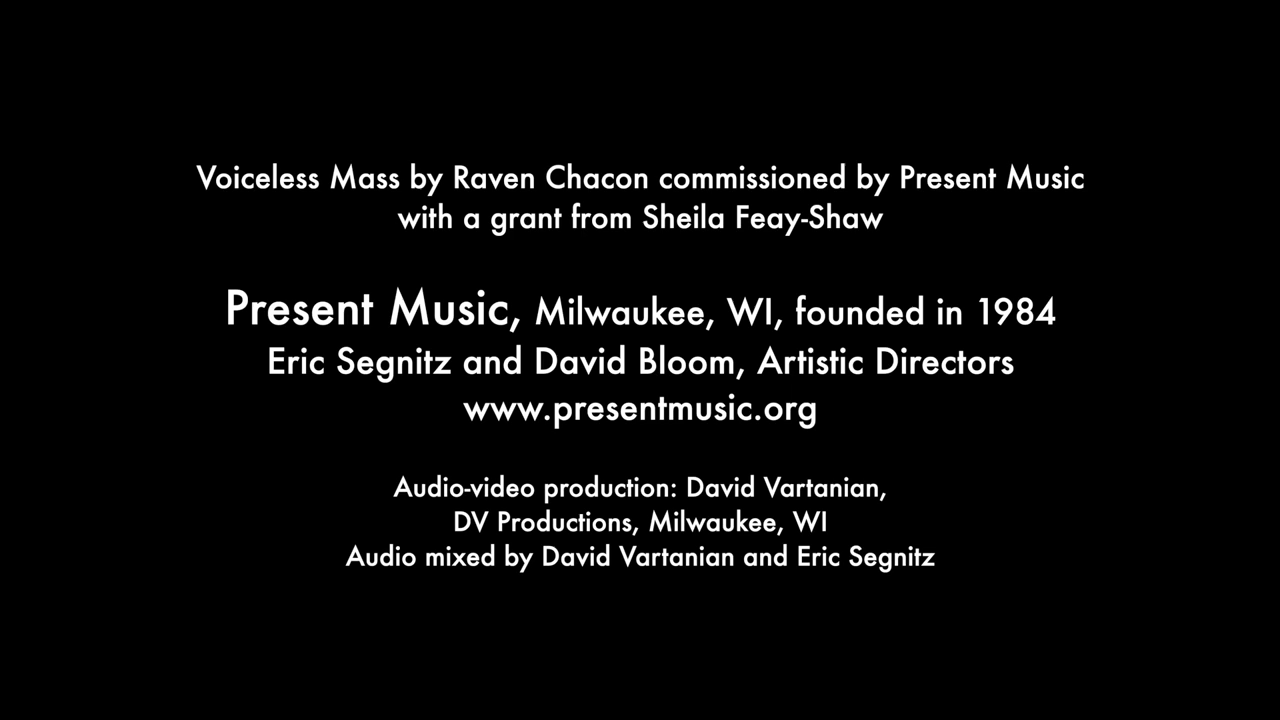 Voiceless Mass by Raven Chacon commissioned by Present Music
with a grant from Sheila Feay-Shaw
Present Music, Milwaukee, WI, founded in 1984
Eric Segnitz and David Bloom, Artistic Directors
www.presentmusic.org
Audio-video production: David Vartanian,
DV Productions, Milwaukee, WI
Audio mixed by David Vartanian and Eric Segnitz